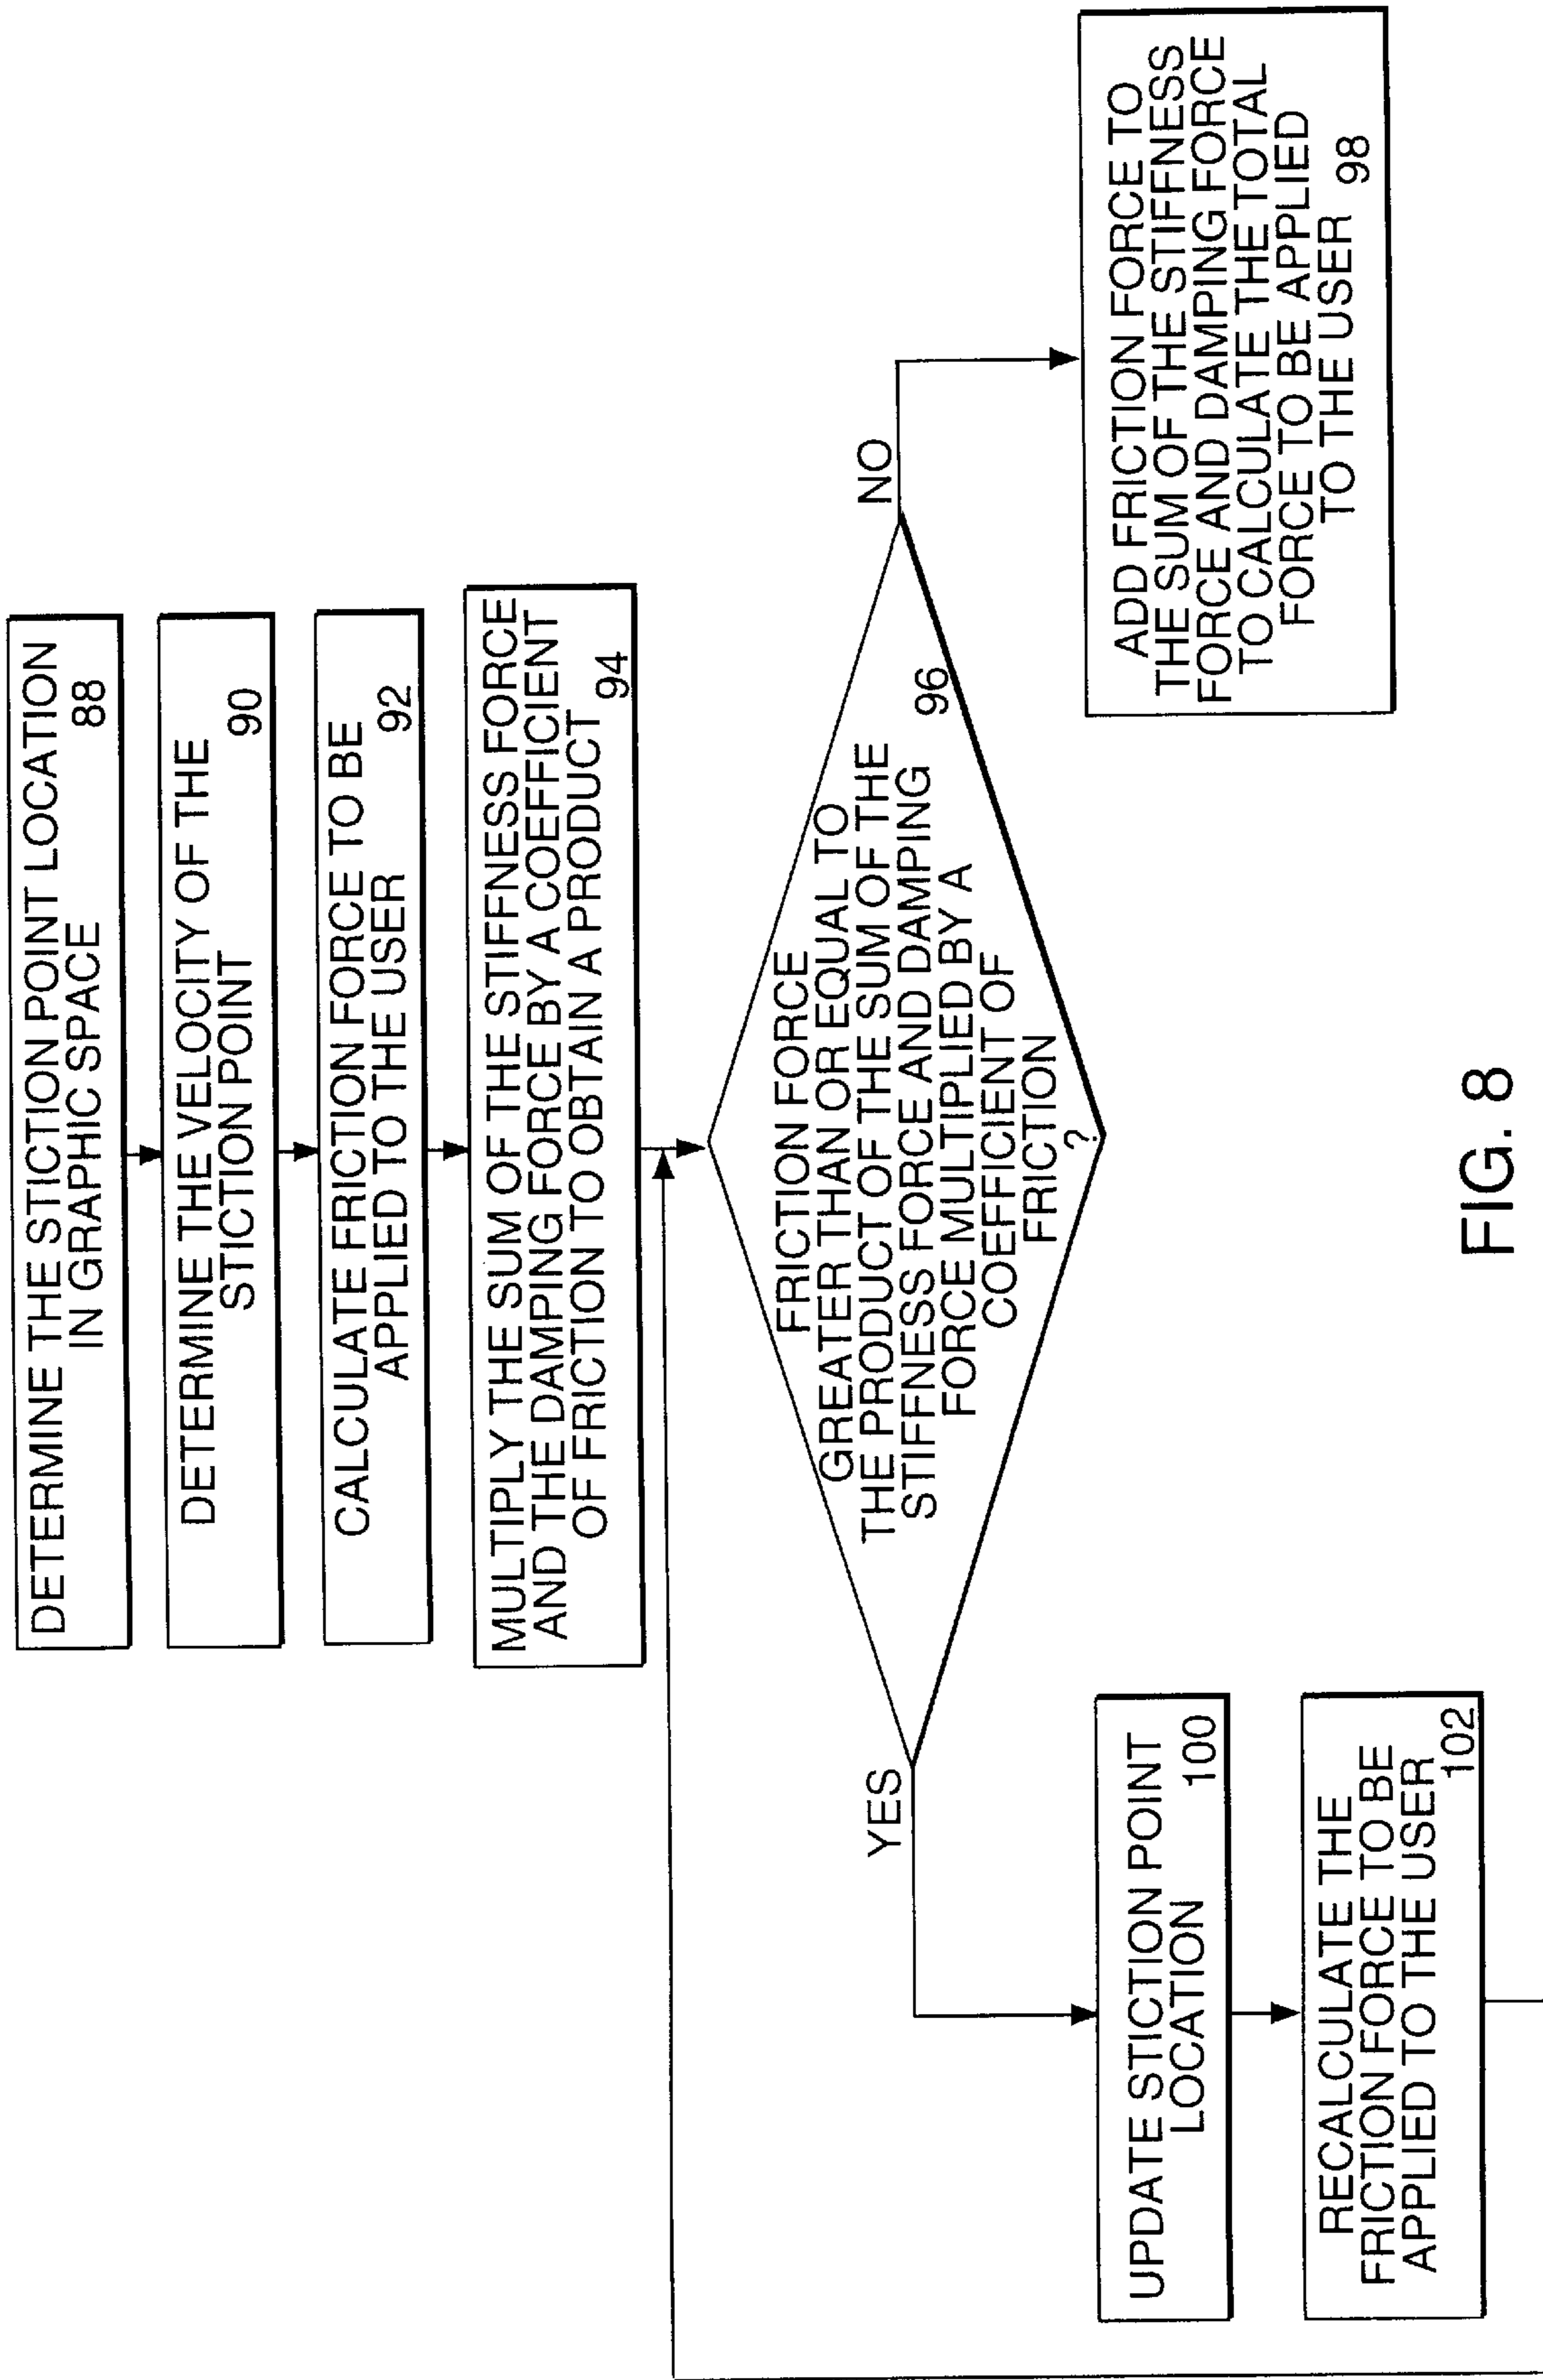 DETERMINE THE STICTION POINT LOCATION
IN GRAPHIC SPACE
88
DETERMINE THE VELOCITY OF THE
STICTION POINT
90
CALCULATE FRICTION FORCE TO BE
APPLIED TO THE USER
92
MULTIPLY THE SUM OF THE STIFFNESS FORCE
AND THE DAMPING FORCE BY A COEFFICIENT
OF FRICTION TO OBTAIN A PRODUCT
94
FRICTION FORCE
GREATER THAN OR EQUAL TO
THE PRODUCT OF THE SUM OF THE
STIFFNESS FORCE AND DAMPING
FORCE MULTIPLIED BY A
COEFFICIENT OF
FRICTION
?
96
YES
NO
UPDATE STICTION POINT
LOCATION
100
RECALCULATE THE
FRICTION FORCE TO BE
APPLIED TO THE USER
102
ADD FRICTION FORCE TO
THE SUM OF THE STIFFNESS
FORCE AND DAMPING FORCE
TO CALCULATE THE TOTAL
FORCE TO BE APPLIED
TO THE USER
98
FIG. 8